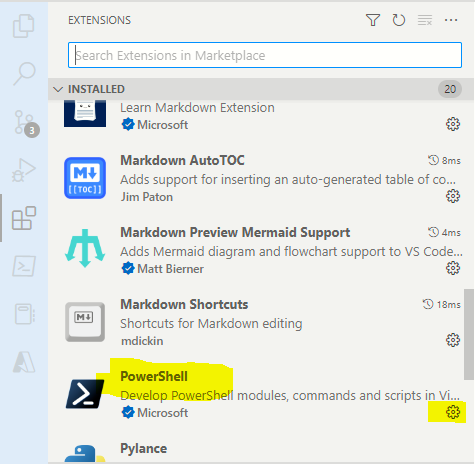 EXTENSIONS
Search Extensions in Marketplace
INSTALLED 20
Learn Markdown Extension
Microsoft
3
M↓
[[TOC]]
Markdown AutoTOC 8ms
Adds support for inserting an auto-generated table of co...
Jim Paton
Markdown Preview Mermaid Support 4ms
Adds Mermaid diagram and flowchart support to VS Code...
Matt Bierner
M↓
Markdown Shortcuts 18ms
Shortcuts for Markdown editing
mdickin
PowerShell
Develop PowerShell modules, commands and scripts in Vi...
Microsoft
Pylance